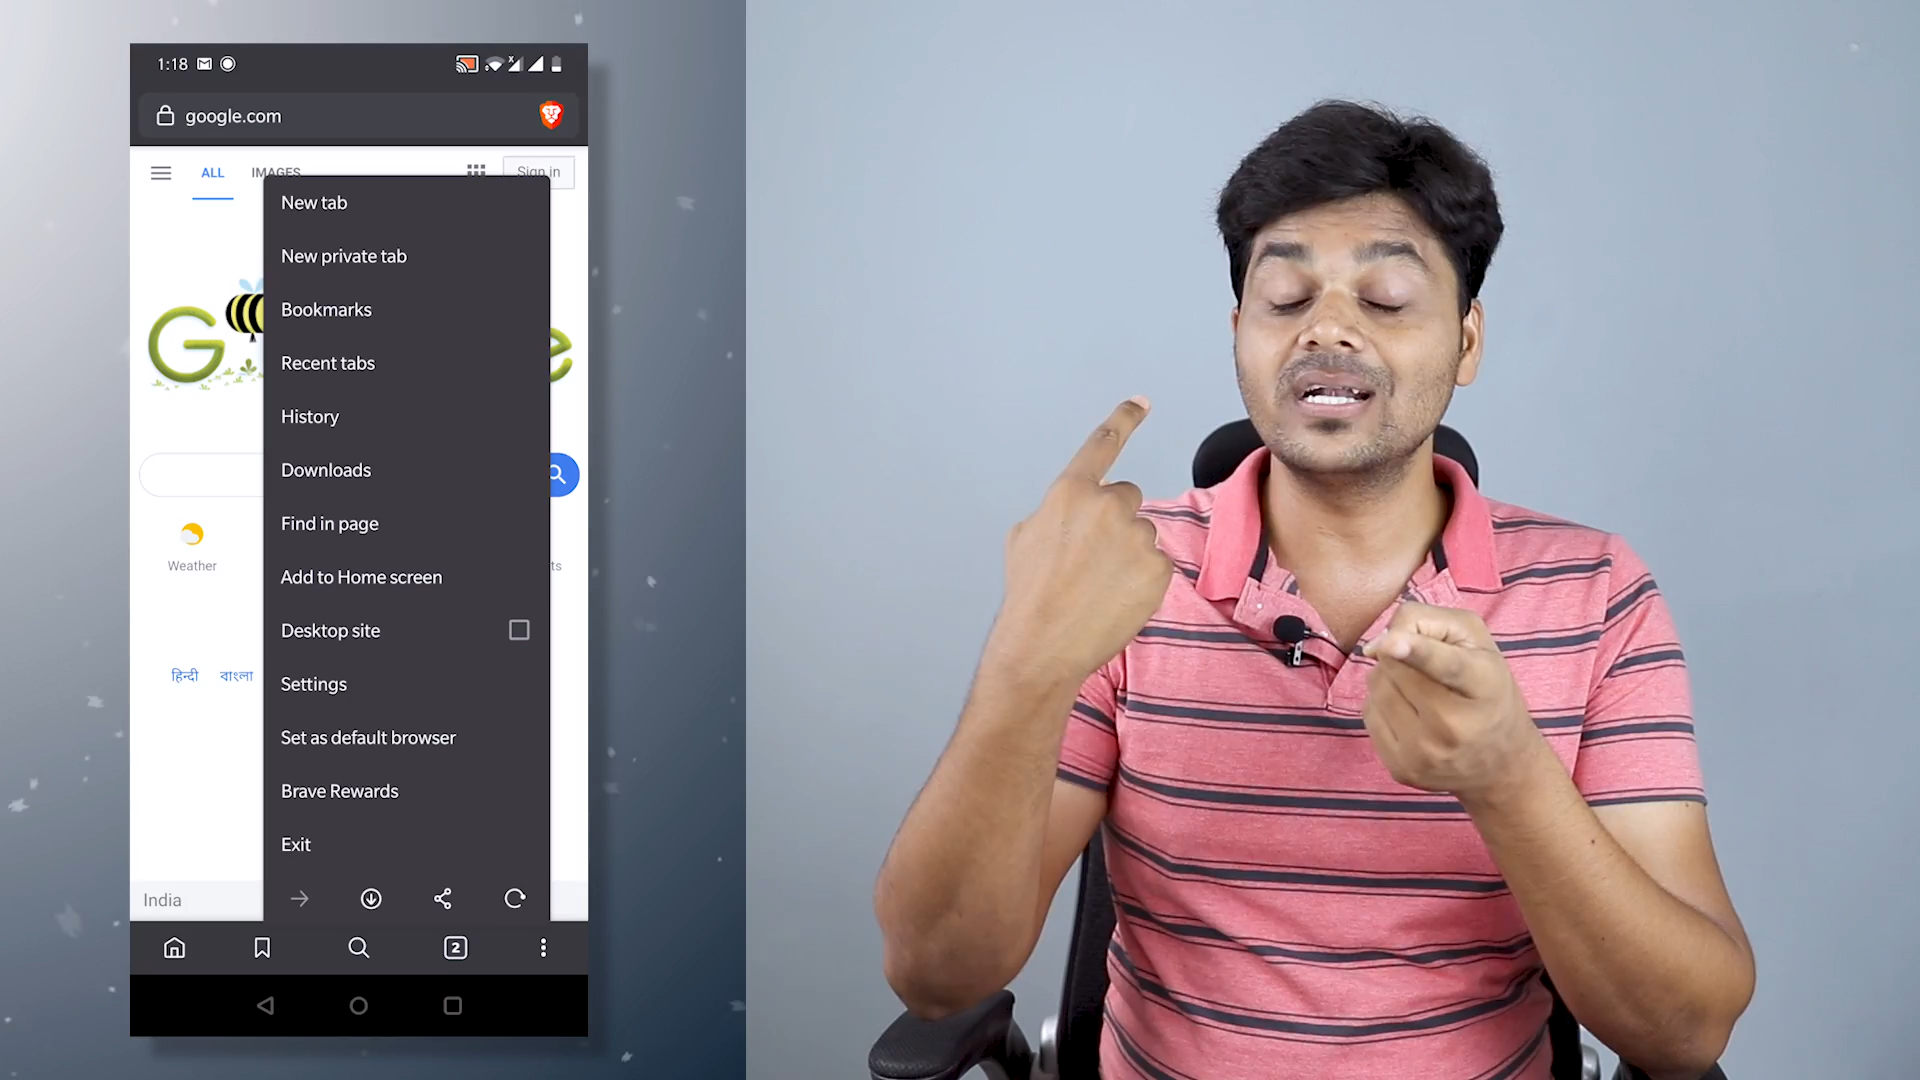 1:18
google.com
ALL IMAGES Sign in
New tab
New private tab
Bookmarks
Recent tabs
History
Downloads
Find in page
Add to Home screen
Desktop site
Settings
Set as default browser
Brave Rewards
Exit
G e
Weather ts
हिन्दी বাংলা
India
2